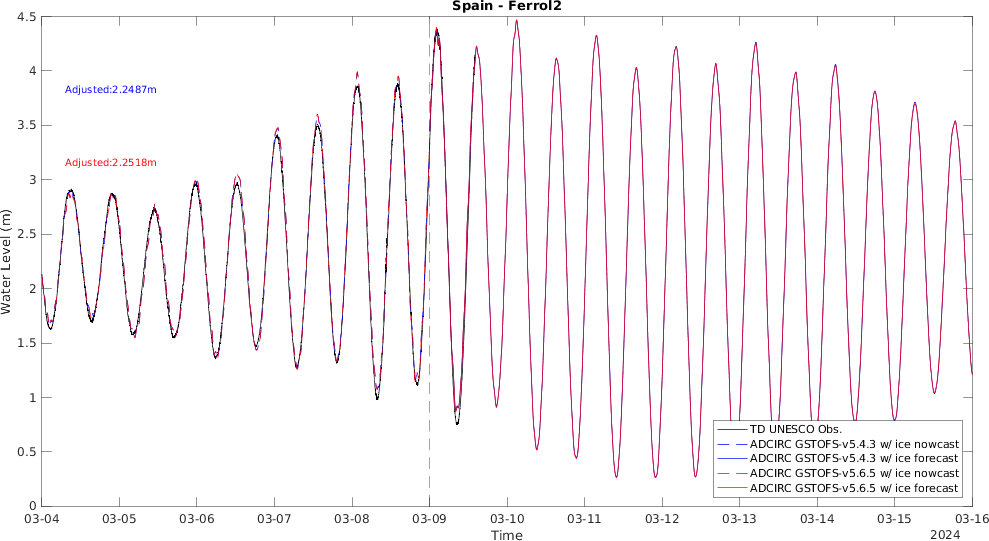 Spain - Ferrol2
4.5
4
3
2.5
2
1.5
1
0.5
0
Water Level (m)
Adjusted:2.2487m
Adjusted:2.2518m
TD UNESCO Obs.
ADCIRC GSTOFS-v5.4.3 w/ ice nowcast
ADCIRC GSTOFS-v5.4.3 w/ ice forecast
ADCIRC GSTOFS-v5.6.5 w/ ice nowcast
ADCIRC GSTOFS-v5.6.5 w/ ice forecast
03-04 03-05 03-06 03-07 03-08 03-09 03-10 03-11 03-12 03-13 03-14 03-15 03-16
Time
2024